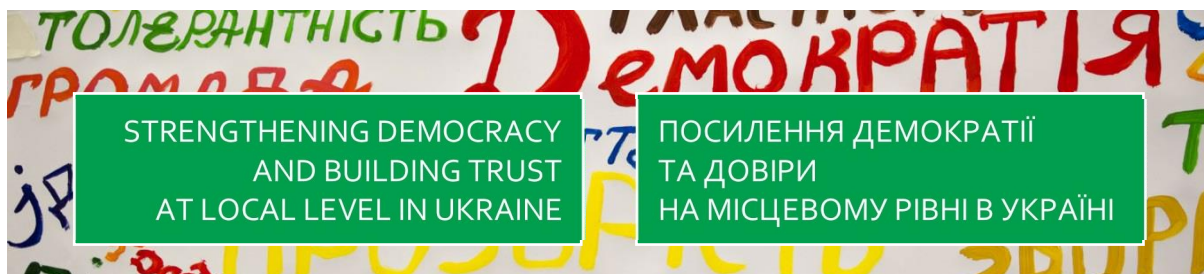 ТОЛЕРАНТНІСТЬ
ДЕМОКРАТІЯ
ГРОМАДА
STRENGTHENING DEMOCRACY
AND BUILDING TRUST
AT LOCAL LEVEL IN UKRAINE
ПОСИЛЕННЯ ДЕМОКРАТІЇ
ТА ДОВІРИ
НА МІСЦЕВОМУ РІВНІ В УКРАЇНІ